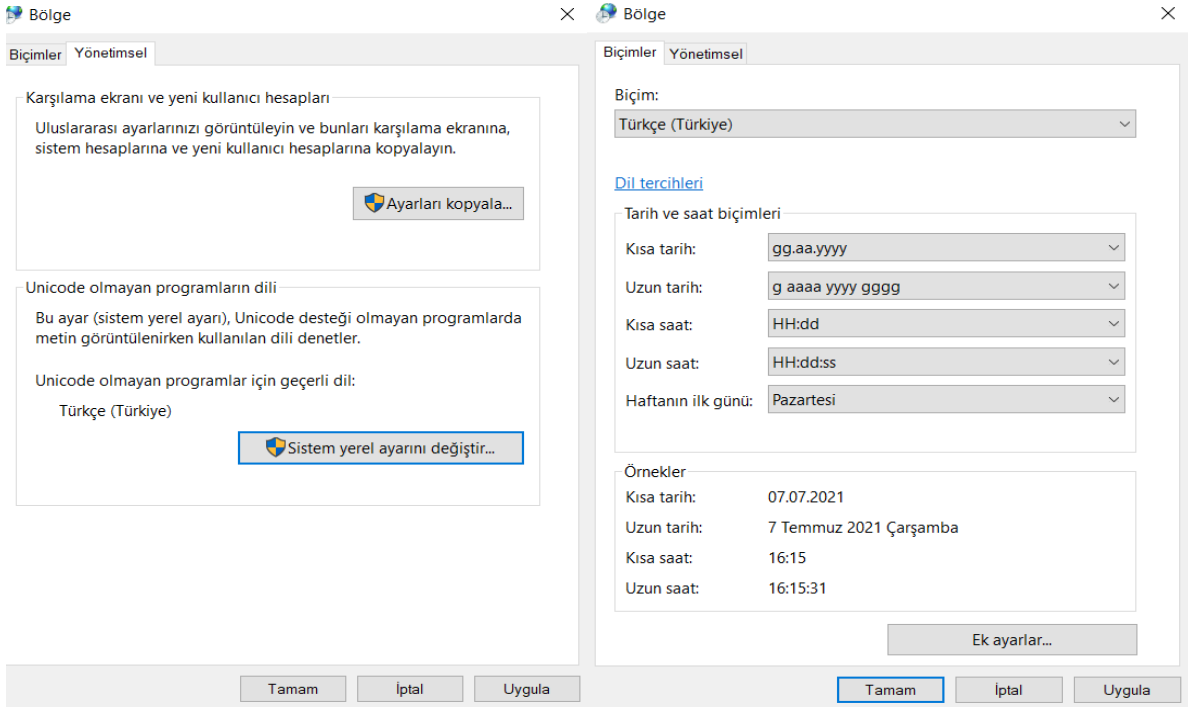 Bölge
Biçimler
Yönetimsel
Karşılama ekranı ve yeni kullanıcı hesapları
Uluslararası ayarlarınızı görüntüleyin ve bunları karşılama ekranına,
sistem hesaplarına ve yeni kullanıcı hesaplarına kopyalayın.
Ayarları kopyala...
Unicode olmayan programların dili
Bu ayar (sistem yerel ayarı), Unicode desteği olmayan programlarda
metin görüntülenirken kullanılan dili denetler.
Unicode olmayan programlar için geçerli dil:
Türkçe (Türkiye)
Sistem yerel ayarını değiştir...
Tamam
İptal
Uygula
Bölge
Biçimler
Yönetimsel
Biçim:
Türkçe (Türkiye)
Dil tercihleri
Tarih ve saat biçimleri
Kısa tarih: gg.aa.yyyy
Uzun tarih: g aaaa yyyy gggg
Kısa saat: HH:dd
Uzun saat: HH:dd:ss
Haftanın ilk günü: Pazartesi
Örnekler
Kısa tarih: 07.07.2021
Uzun tarih: 7 Temmuz 2021 Çarşamba
Kısa saat: 16:15
Uzun saat: 16:15:31
Ek ayarlar...
Tamam
İptal
Uygula